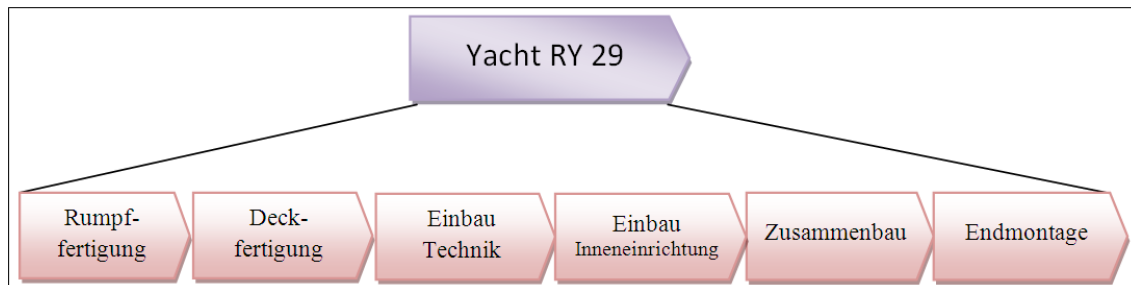 Yacht RY 29
Rumpf-
fertigung
Deck-
fertigung
Einbau
Technik
Einbau
Inneneinrichtung
Zusammenbau
Endmontage